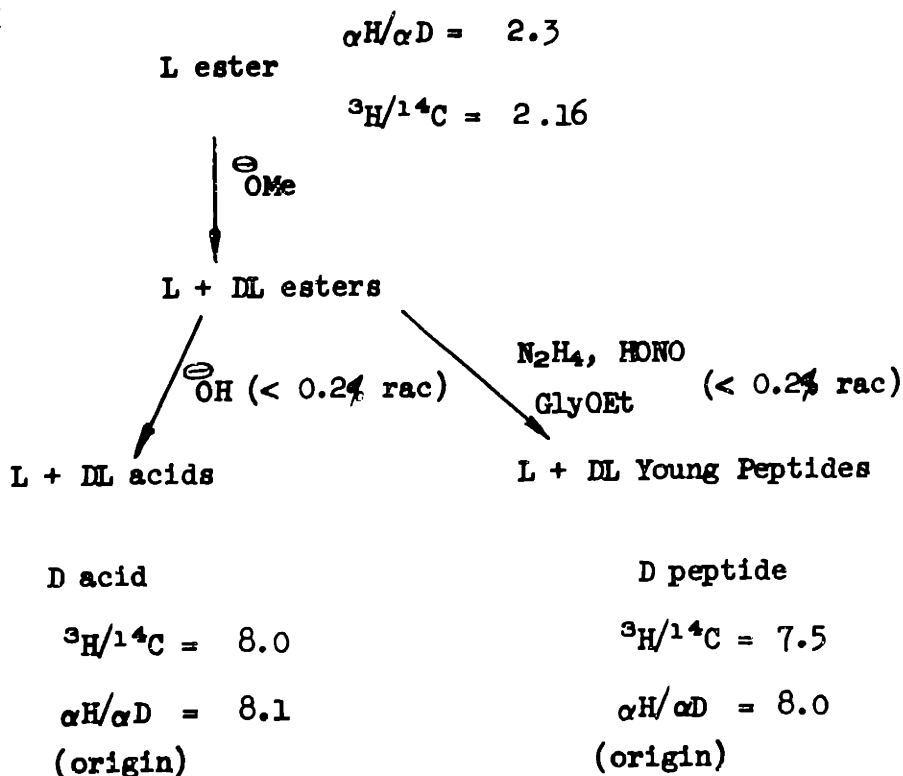 αH/αD = 2.3
L ester
³H/¹⁴C = 2.16
⊖OMe
L + DL esters
⊖OH (< 0.2% rac)
N₂H₄, HONO
GlyOEt (< 0.2% rac)
L + DL acids
L + DL Young Peptides
D acid
³H/¹⁴C = 8.0
αH/αD = 8.1
(origin)
D peptide
³H/¹⁴C = 7.5
αH/αD = 8.0
(origin)